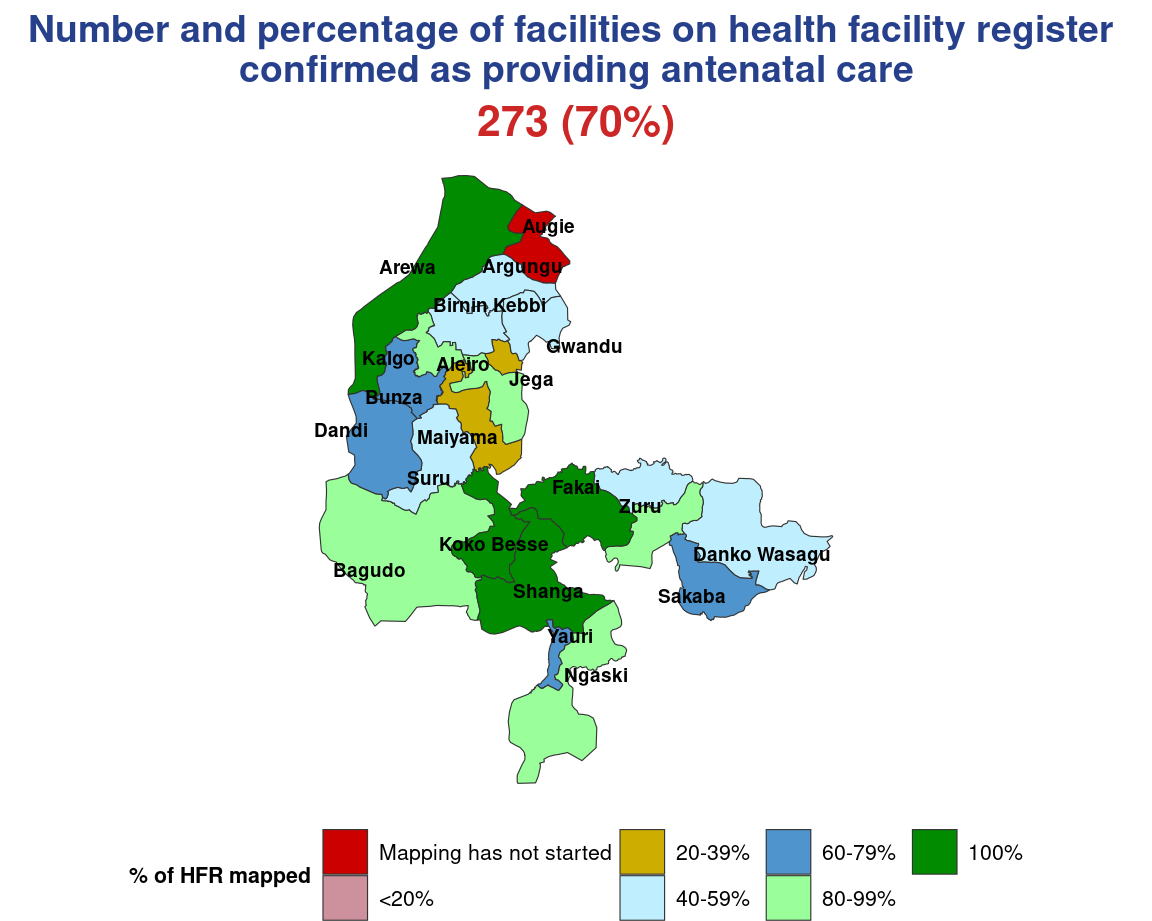 Number and percentage of facilities on health facility register
confirmed as providing antenatal care
273 (70%)
Augie
Arewa
Argungu
Birnin Kebbi
Gwandu
Kalgo
Aleiro
Jega
Bunza
Dandi
Maiyama
Suru
Fakai
Zuru
Koko Besse
Danko Wasagu
Bagudo
Shanga
Sakaba
Yauri
Ngaski
% of HFR mapped
Mapping has not started
<20%
20-39%
40-59%
60-79%
80-99%
100%